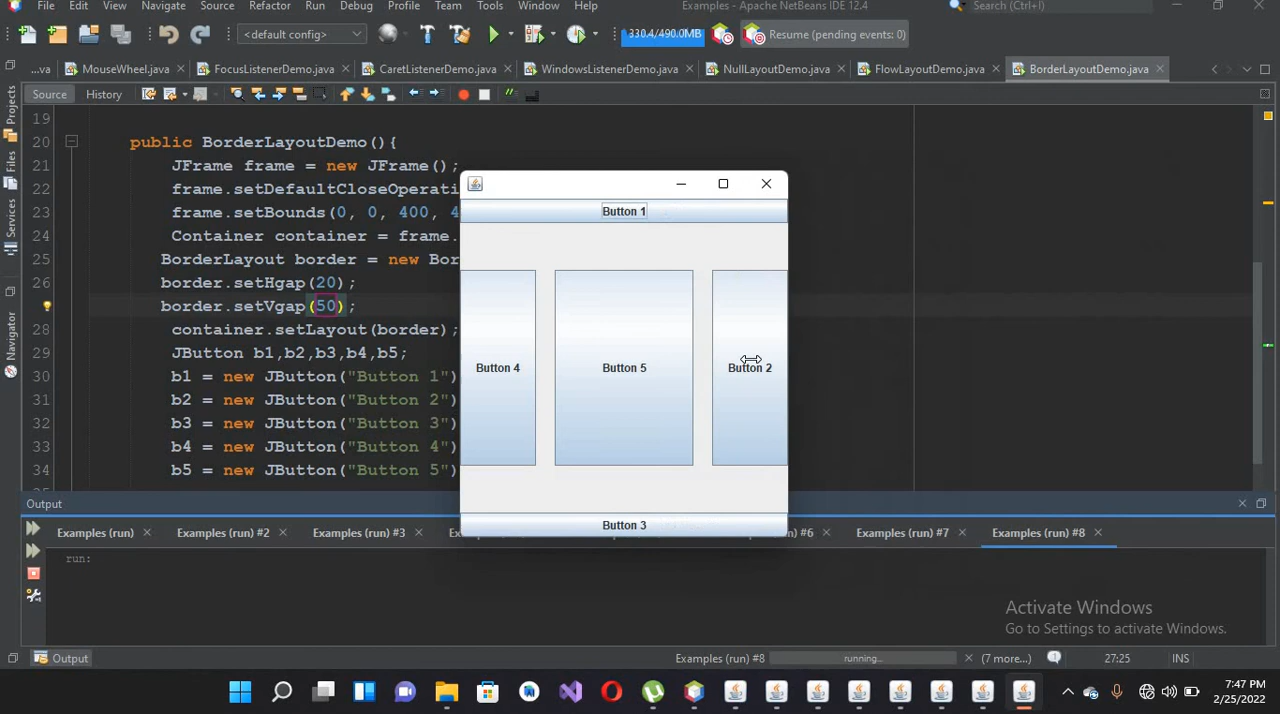 File Edit View Navigate Source Refactor Run Debug Profile Team Tools Window Help Examples - Apache NetBeans IDE 12.4 Search (Ctrl+I)
<default config> 330.4/490.0MB Resume (pending events: 0)
...va MouseWheel.java FocusListenerDemo.java CaretListenerDemo.java WindowsListenerDemo.java NullLayoutDemo.java FlowLayoutDemo.java BorderLayoutDemo.java
Source History
Projects
Files
Services
Navigator
19
20 public BorderLayoutDemo(){
21 JFrame frame = new JFrame();
22 frame.setDefaultCloseOperati
23 frame.setBounds(0, 0, 400, 4
24 Container container = frame.
25 BorderLayout border = new Bor
26 border.setHgap(20);
border.setVgap(50);
28 container.setLayout(border);
29 JButton b1,b2,b3,b4,b5;
30 b1 = new JButton("Button 1")
31 b2 = new JButton("Button 2")
32 b3 = new JButton("Button 3")
33 b4 = new JButton("Button 4")
34 b5 = new JButton("Button 5")
Button 1
Button 4 Button 5 Button 2
Button 3
Output
Examples (run) Examples (run) #2 Examples (run) #3 #6 Examples (run) #7 Examples (run) #8
run:
Activate Windows
Go to Settings to activate Windows.
Output Examples (run) #8 running... (7 more...) 27:25 INS
7:47 PM
2/25/2022